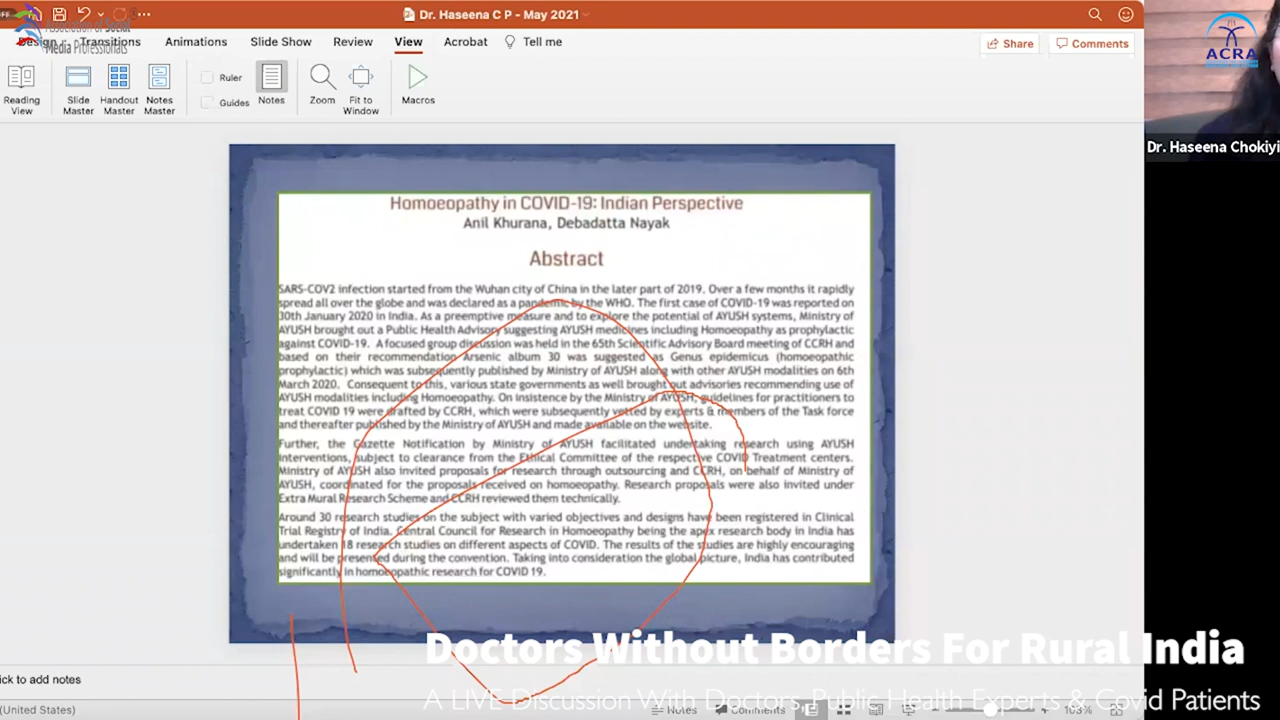 OFF
Dr. Haseena C P - May 2021
Association of Social
Media Professionals
Design
Transitions
Animations
Slide Show
Review
View
Acrobat
Tell me
Share
Comments
ACRA
Reading
View
Slide
Master
Handout
Master
Notes
Master
Ruler
Guides
Notes
Zoom
Fit to
Window
Macros
Dr. Haseena Chokiyi
Homoeopathy in COVID-19: Indian Perspective
Anil Khurana, Debadatta Nayak
Abstract
SARS-COV2 infection started from the Wuhan city of China in the later part of 2019. Over a few months it rapidly
spread all over the globe and was declared as a pandemic by the WHO. The first case of COVID-19 was reported on
30th January 2020 in India. As a preemptive measure and to explore the potential of AYUSH systems, Ministry of
AYUSH brought out a Public Health Advisory suggesting AYUSH medicines including Homoeopathy as prophylactic
against COVID-19. A focused group discussion was held in the 65th Scientific Advisory Board meeting of CCRH and
based on their recommendation Arsenic album 30 was suggested as Genus epidemicus (homoeopathic
prophylactic) which was subsequently published by Ministry of AYUSH along with other AYUSH modalities on 6th
March 2020. Consequent to this, various state governments as well brought out advisories recommending use of
AYUSH modalities including Homoeopathy. On insistence by the Ministry of AYUSH, guidelines for practitioners to
treat COVID 19 were drafted by CCRH, which were subsequently vetted by experts & members of the Task force
and thereafter published by the Ministry of AYUSH and made available on the website.
Further, the Gazette Notification by Ministry of AYUSH facilitated undertaking research using AYUSH
interventions, subject to clearance from the Ethical Committee of the respective COVID Treatment centers.
Ministry of AYUSH also invited proposals for research through outsourcing and CCRH, on behalf of Ministry of
AYUSH, coordinated for the proposals received on homoeopathy. Research proposals were also invited under
Extra Mural Research Scheme and CCRH reviewed them technically.
Around 30 research studies on the subject with varied objectives and designs have been registered in Clinical
Trial Registry of India. Central Council for Research in Homoeopathy being the apex research body in India has
undertaken 18 research studies on different aspects of COVID. The results of the studies are highly encouraging
and will be presented during the convention. Taking into consideration the global picture, India has contributed
significantly in homoeopathic research for COVID 19.
Doctors Without Borders For Rural India
ick to add notes
A LIVE Discussion With Doctors, Public Health Experts & Covid Patients
(United States)
Notes
Comments
103%